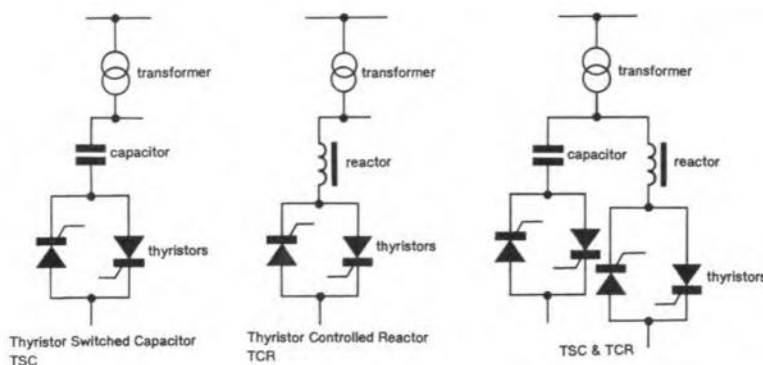 transformer
capacitor
thyristors
Thyristor Switched Capacitor
TSC
transformer
reactor
thyristors
Thyristor Controlled Reactor
TCR
transformer
capacitor
reactor
thyristors
TSC & TCR